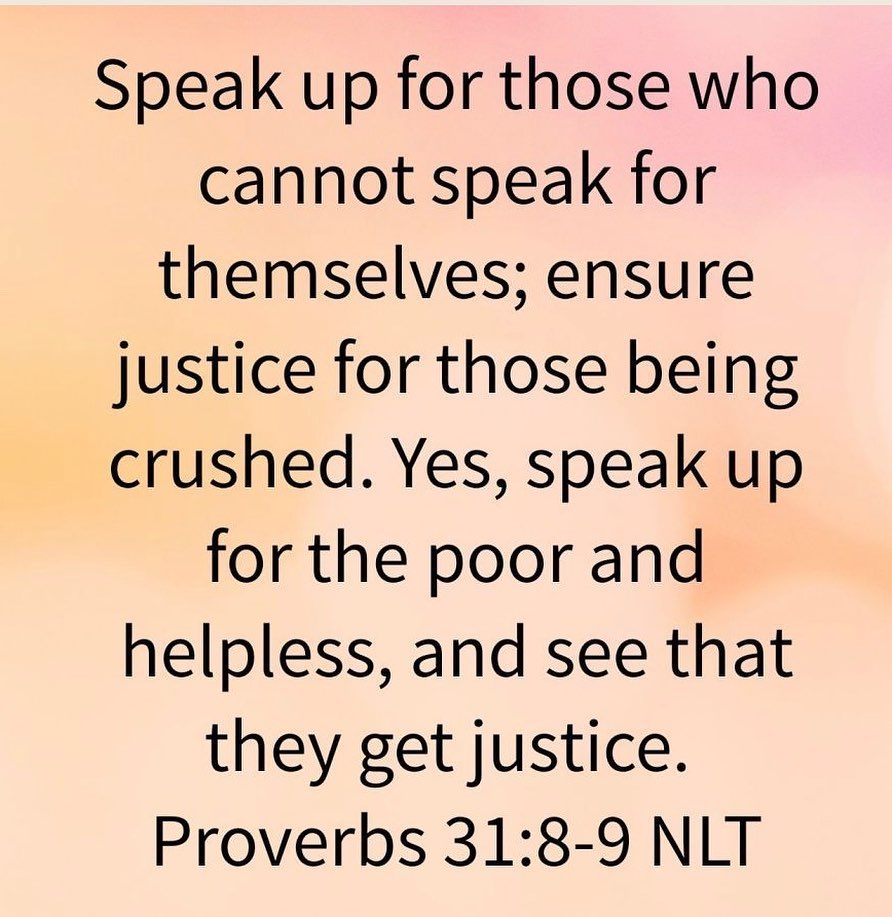 Speak up for those who
cannot speak for
themselves; ensure
justice for those being
crushed. Yes, speak up
for the poor and
helpless, and see that
they get justice.
Proverbs 31:8-9 NLT